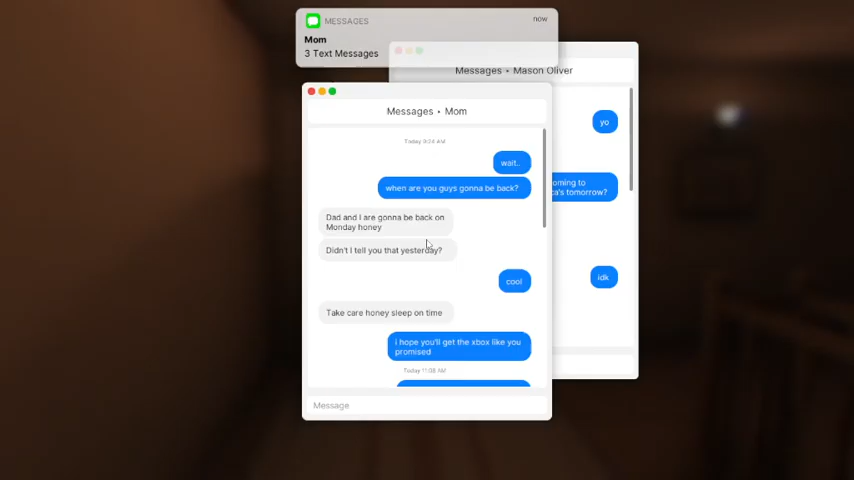 MESSAGES
now
Mom
3 Text Messages
Messages • Mason Oliver
yo
oming to
ca's tomorrow?
idk
Messages • Mom
Today 9:24 AM
wait..
when are you guys gonna be back?
Dad and I are gonna be back on
Monday honey
Didn't I tell you that yesterday?
cool
Take care honey sleep on time
i hope you'll get the xbox like you
promised
Today 11:38 AM
Message